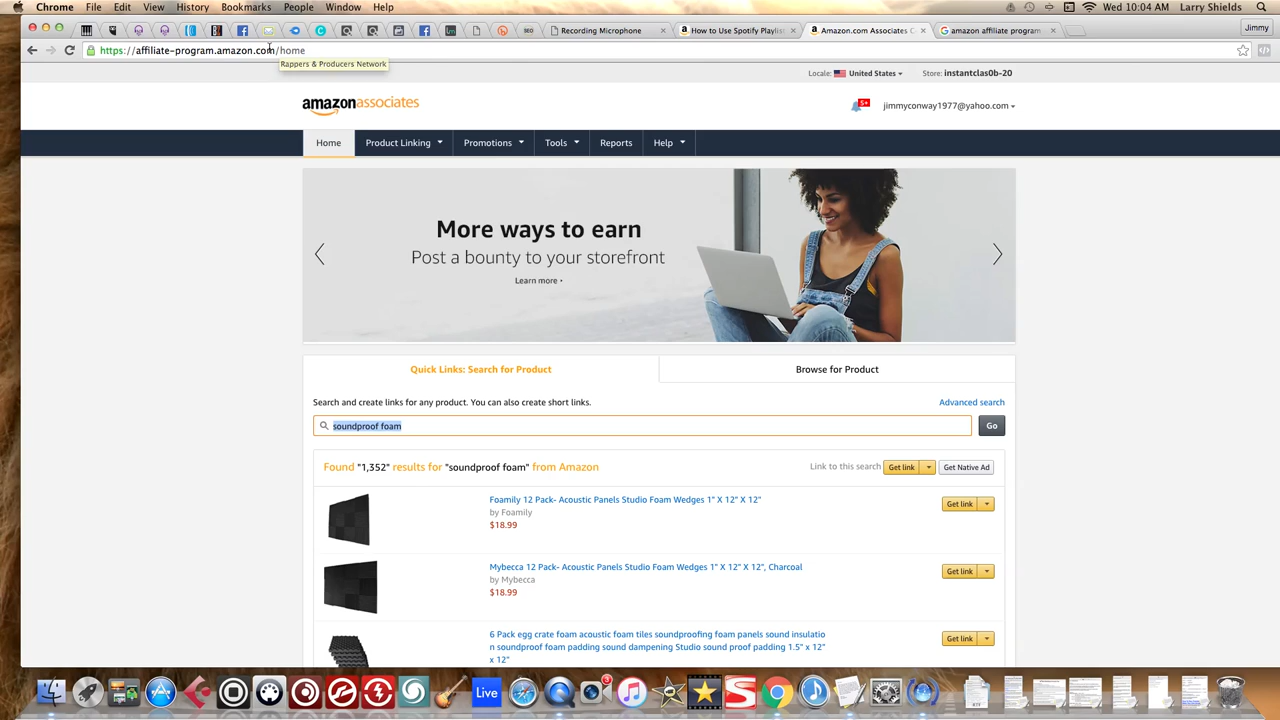 Chrome File Edit View History Bookmarks People Window Help
100% Mon 10:04 AM Larry Shields
Recording Microphone
How to Use Spotify Playlis
Amazon.com Associates C
amazon affiliate program
Jimmy
https://affiliate-program.amazon.com/home
Rappers & Producers Network
Locale: United States Store: instantclas0b-20
amazonassociates
5+
jimmyconway1977@yahoo.com
Home Product Linking Promotions Tools Reports Help
More ways to earn
Post a bounty to your storefront
Learn more
Quick Links: Search for Product
Browse for Product
Search and create links for any product. You can also create short links.
Advanced search
soundproof foam
Go
Found "1,352" results for "soundproof foam" from Amazon
Link to this search Get link Get Native Ad
Foamily 12 Pack- Acoustic Panels Studio Foam Wedges 1" X 12" X 12"
Get link
by Foamily
$18.99
Mybecca 12 Pack- Acoustic Panels Studio Foam Wedges 1" X 12" X 12", Charcoal
Get link
by Mybecca
$18.99
6 Pack egg crate foam acoustic foam tiles soundproofing foam panels sound insulatio
Get link
n soundproof foam padding sound dampening Studio sound proof padding 1.5" x 12"
x 12"
Live
3